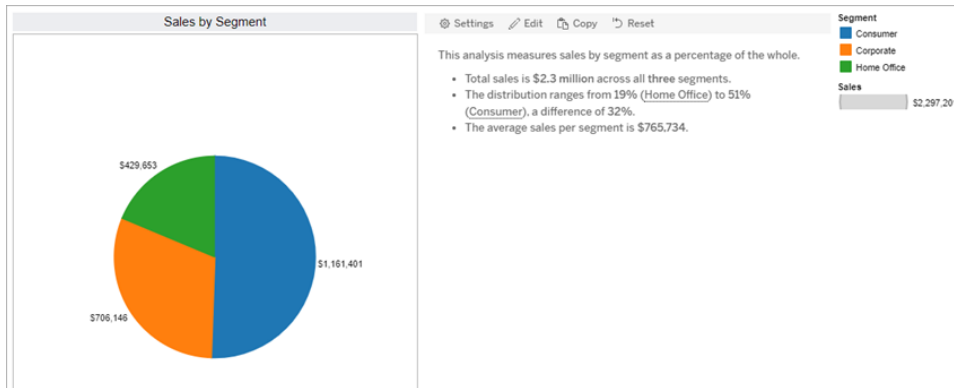 Sales by Segment
$429,653
$1,161,401
$706,146
Settings Edit Copy Reset
This analysis measures sales by segment as a percentage of the whole.
• Total sales is $2.3 million across all three segments.
• The distribution ranges from 19% (Home Office) to 51%
(Consumer), a difference of 32%.
• The average sales per segment is $765,734.
Segment
Consumer
Corporate
Home Office
Sales
$2,297,20